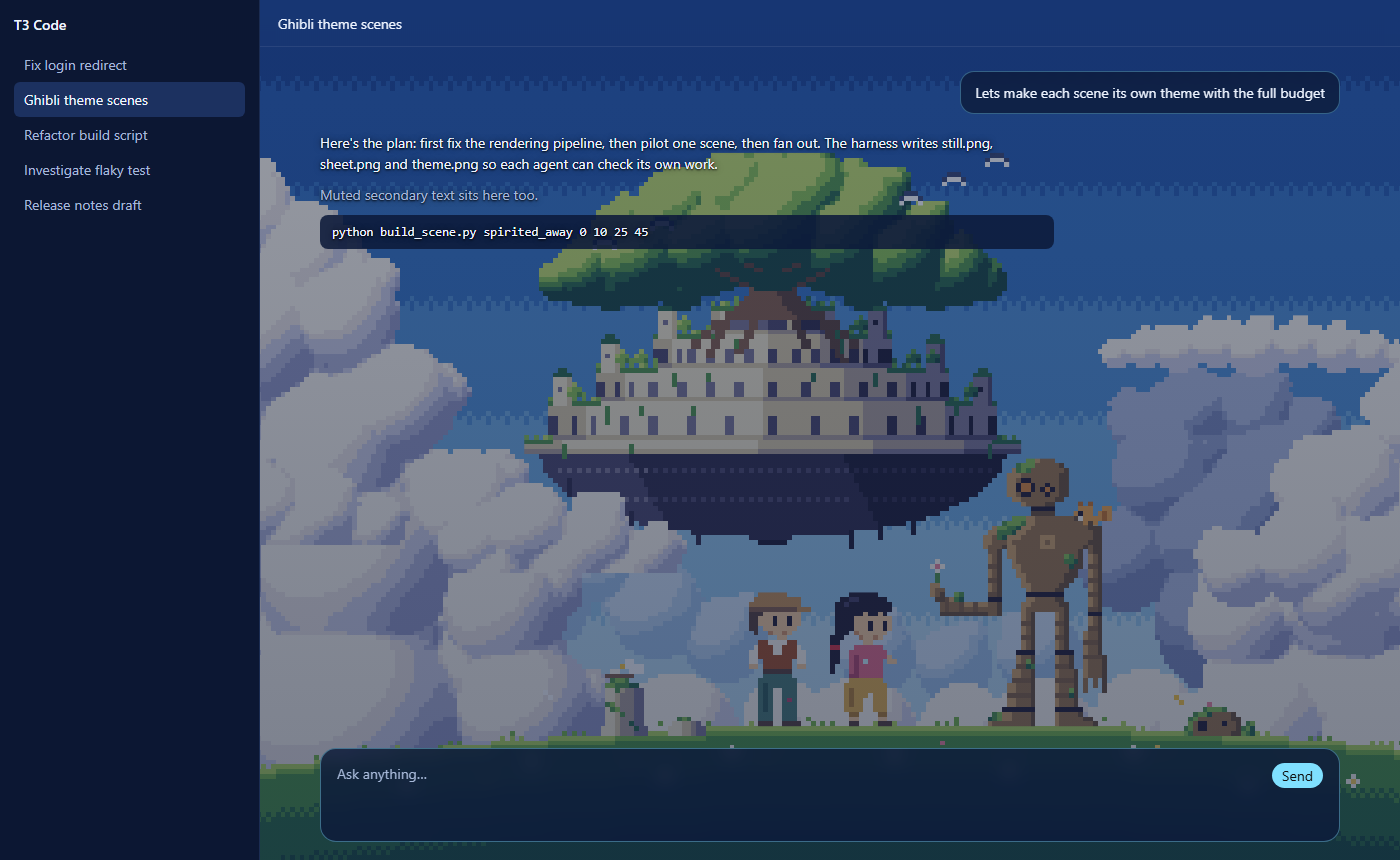 T3 Code
Fix login redirect
Ghibli theme scenes
Refactor build script
Investigate flaky test
Release notes draft
Ghibli theme scenes
Lets make each scene its own theme with the full budget
Here's the plan: first fix the rendering pipeline, then pilot one scene, then fan out. The harness writes still.png,
sheet.png and theme.png so each agent can check its own work.
Muted secondary text sits here too.
python build_scene.py spirited_away 0 10 25 45
Ask anything...
Send